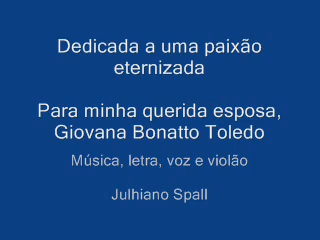 Dedicada a uma paixão
eternizada
Para minha querida esposa,
Giovana Bonatto Toledo
Música, letra, voz e violão
Julhiano Spall